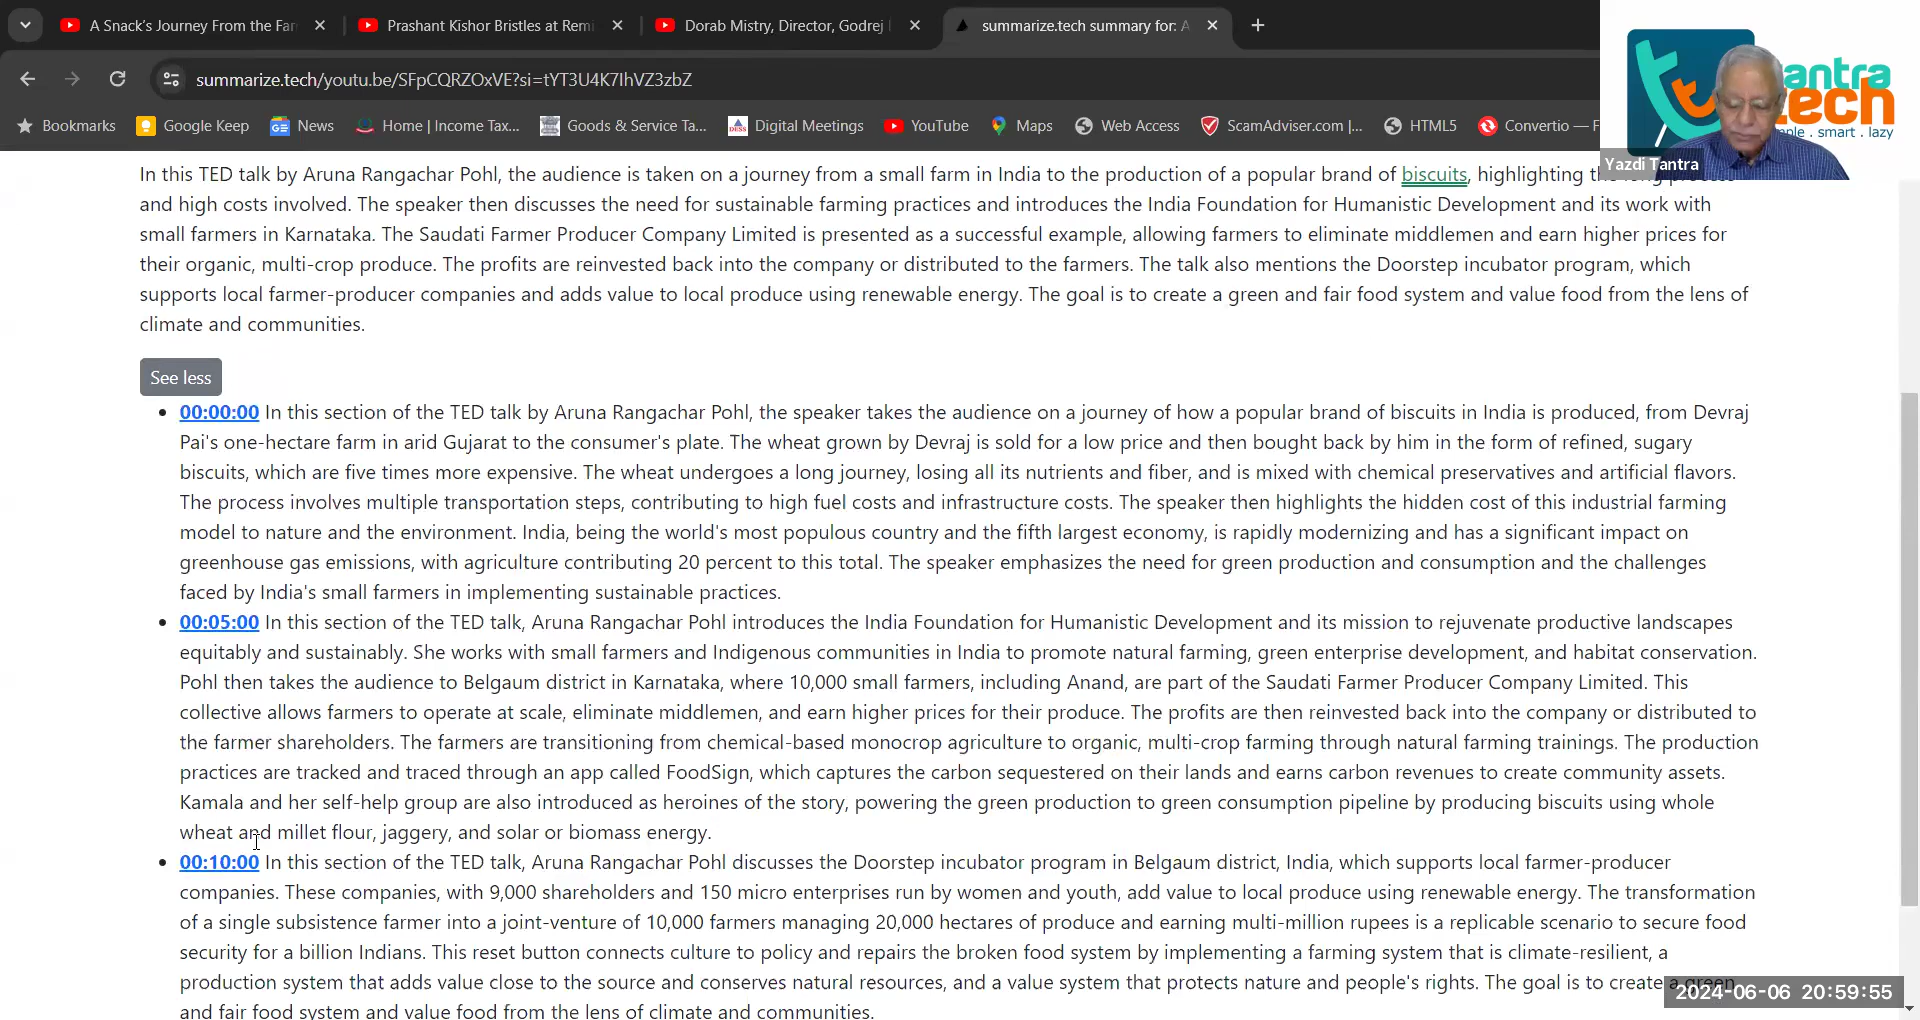 A Snack's Journey From the Far
Prashant Kishor Bristles at Remi
Dorab Mistry, Director, Godrej
summarize.tech summary for: A
summarize.tech/youtu.be/SFpCQRZOxVE?si=tYT3U4K7IhVZ3zbZ
Bookmarks
Google Keep
News
Home | Income Tax...
Goods & Service Ta...
Digital Meetings
YouTube
Maps
Web Access
ScamAdviser.com |...
HTML5
Convertio — F
antra
tech
mple . smart . lazy
Yazdi Tantra
In this TED talk by Aruna Rangachar Pohl, the audience is taken on a journey from a small farm in India to the production of a popular brand of biscuits, highlighting the long process
and high costs involved. The speaker then discusses the need for sustainable farming practices and introduces the India Foundation for Humanistic Development and its work with
small farmers in Karnataka. The Saudati Farmer Producer Company Limited is presented as a successful example, allowing farmers to eliminate middlemen and earn higher prices for
their organic, multi-crop produce. The profits are reinvested back into the company or distributed to the farmers. The talk also mentions the Doorstep incubator program, which
supports local farmer-producer companies and adds value to local produce using renewable energy. The goal is to create a green and fair food system and value food from the lens of
climate and communities.
See less
00:00:00 In this section of the TED talk by Aruna Rangachar Pohl, the speaker takes the audience on a journey of how a popular brand of biscuits in India is produced, from Devraj
Pai's one-hectare farm in arid Gujarat to the consumer's plate. The wheat grown by Devraj is sold for a low price and then bought back by him in the form of refined, sugary
biscuits, which are five times more expensive. The wheat undergoes a long journey, losing all its nutrients and fiber, and is mixed with chemical preservatives and artificial flavors.
The process involves multiple transportation steps, contributing to high fuel costs and infrastructure costs. The speaker then highlights the hidden cost of this industrial farming
model to nature and the environment. India, being the world's most populous country and the fifth largest economy, is rapidly modernizing and has a significant impact on
greenhouse gas emissions, with agriculture contributing 20 percent to this total. The speaker emphasizes the need for green production and consumption and the challenges
faced by India's small farmers in implementing sustainable practices.
00:05:00 In this section of the TED talk, Aruna Rangachar Pohl introduces the India Foundation for Humanistic Development and its mission to rejuvenate productive landscapes
equitably and sustainably. She works with small farmers and Indigenous communities in India to promote natural farming, green enterprise development, and habitat conservation.
Pohl then takes the audience to Belgaum district in Karnataka, where 10,000 small farmers, including Anand, are part of the Saudati Farmer Producer Company Limited. This
collective allows farmers to operate at scale, eliminate middlemen, and earn higher prices for their produce. The profits are then reinvested back into the company or distributed to
the farmer shareholders. The farmers are transitioning from chemical-based monocrop agriculture to organic, multi-crop farming through natural farming trainings. The production
practices are tracked and traced through an app called FoodSign, which captures the carbon sequestered on their lands and earns carbon revenues to create community assets.
Kamala and her self-help group are also introduced as heroines of the story, powering the green production to green consumption pipeline by producing biscuits using whole
wheat and millet flour, jaggery, and solar or biomass energy.
00:10:00 In this section of the TED talk, Aruna Rangachar Pohl discusses the Doorstep incubator program in Belgaum district, India, which supports local farmer-producer
companies. These companies, with 9,000 shareholders and 150 micro enterprises run by women and youth, add value to local produce using renewable energy. The transformation
of a single subsistence farmer into a joint-venture of 10,000 farmers managing 20,000 hectares of produce and earning multi-million rupees is a replicable scenario to secure food
security for a billion Indians. This reset button connects culture to policy and repairs the broken food system by implementing a farming system that is climate-resilient, a
production system that adds value close to the source and conserves natural resources, and a value system that protects nature and people's rights. The goal is to create a green
and fair food system and value food from the lens of climate and communities.
2024-06-06 20:59:55